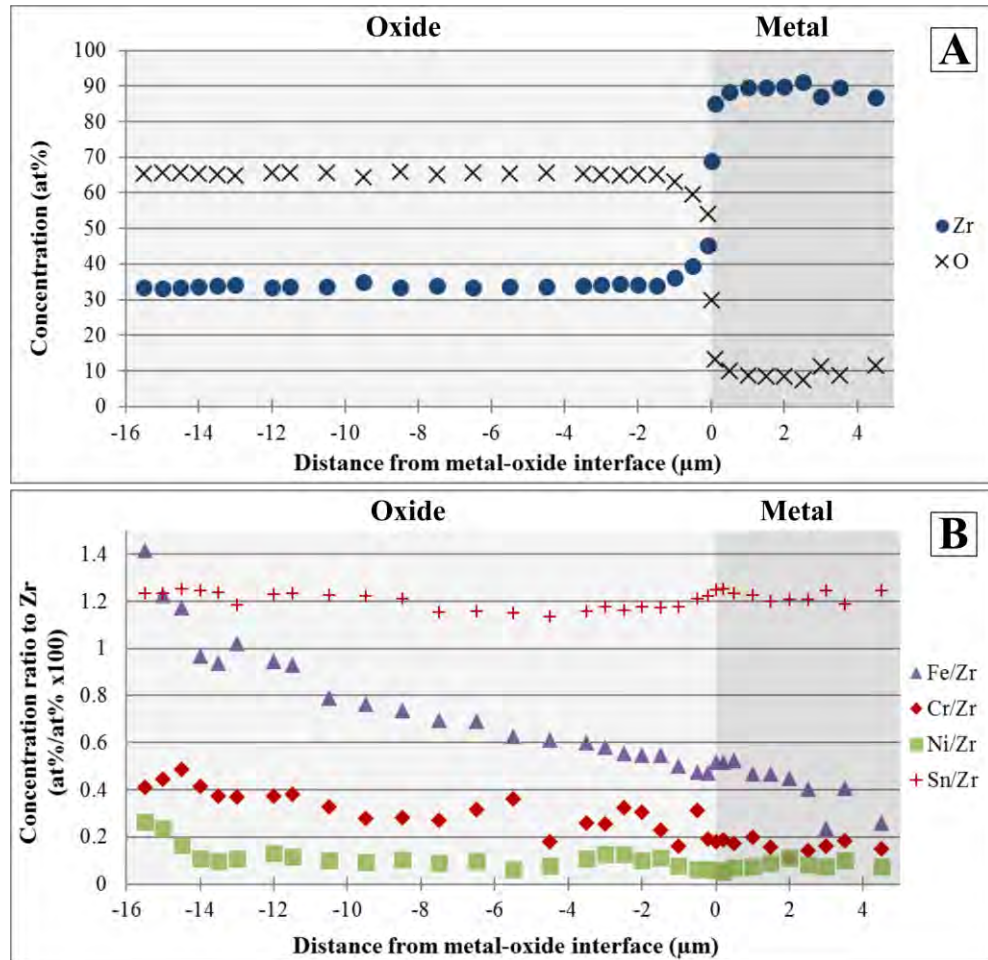 Oxide Metal
A
100
90
80
70
60
50
40
30
20
10
0
Concentration (at%)
Zr
O
-16 -14 -12 -10 -8 -6 -4 -2 0 2 4
Distance from metal-oxide interface (µm)
Oxide Metal
B
1.4
1.2
1
0.8
0.6
0.4
0.2
0
Concentration ratio to Zr
(at%/at% x100)
Fe/Zr
Cr/Zr
Ni/Zr
Sn/Zr
-16 -14 -12 -10 -8 -6 -4 -2 0 2 4
Distance from metal-oxide interface (µm)